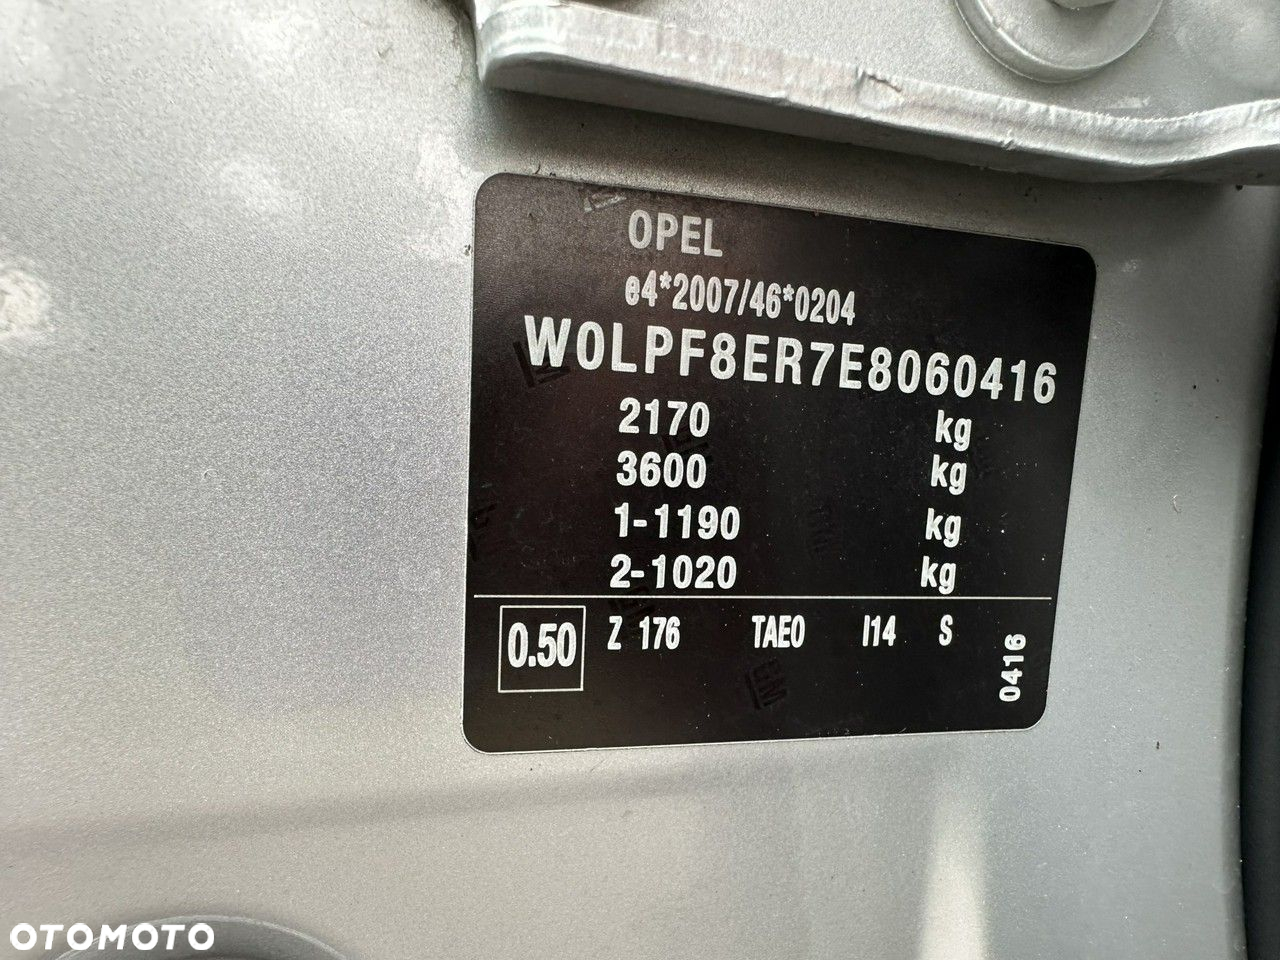 OPEL
e4*2007/46*0204
W0LPF8ER7E8060416
2170 kg
3600 kg
1-1190 kg
2-1020 kg
0.50 Z 176 TAE0 I14 S
0416
GM
OTOMOTO